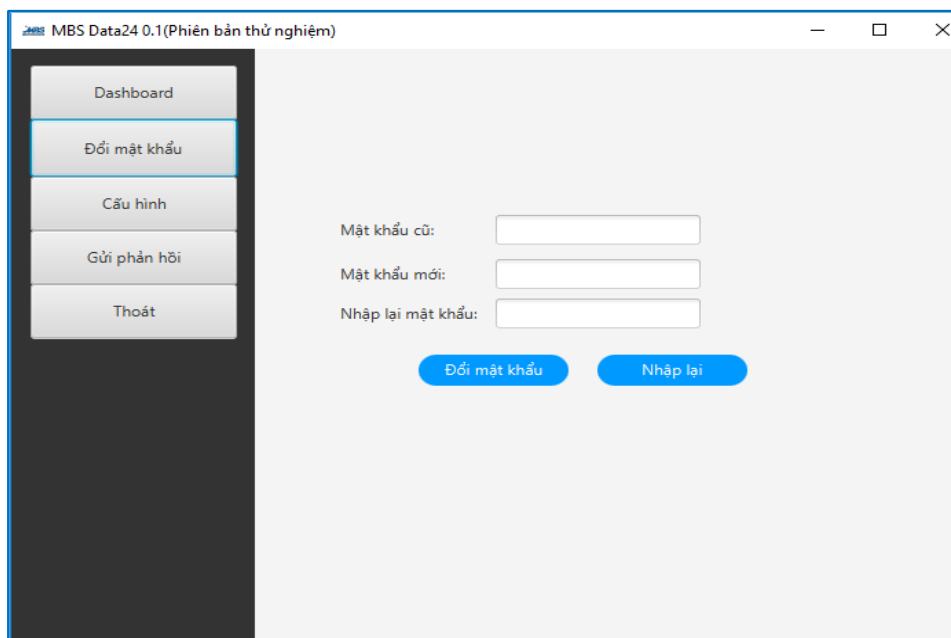 MBS MBS Data24 0.1(Phiên bản thử nghiệm)
Dashboard
Đổi mật khẩu
Cấu hình
Gửi phản hồi
Thoát
Mật khẩu cũ:
Mật khẩu mới:
Nhập lại mật khẩu:
Đổi mật khẩu Nhập lại